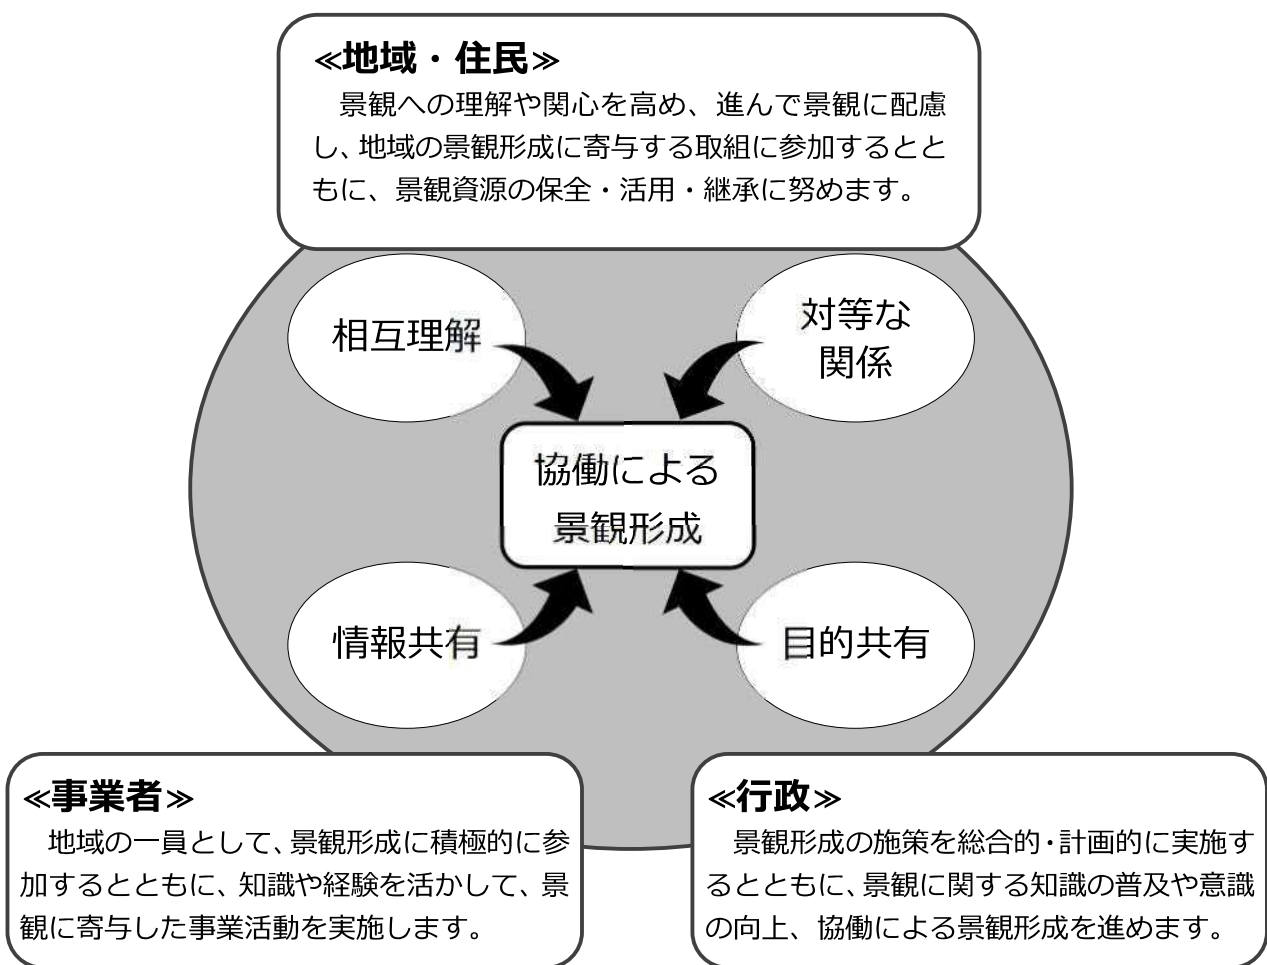 ≪地域・住民≫
　景観への理解や関心を高め、進んで景観に配慮
し、地域の景観形成に寄与する取組に参加するとと
もに、景観資源の保全・活用・継承に努めます。
相互理解
対等な
関係
協働による
景観形成
情報共有
目的共有
≪事業者≫
　地域の一員として、景観形成に積極的に参
加するとともに、知識や経験を活かして、景
観に寄与した事業活動を実施します。
≪行政≫
　景観形成の施策を総合的・計画的に実施す
るとともに、景観に関する知識の普及や意識
の向上、協働による景観形成を進めます。